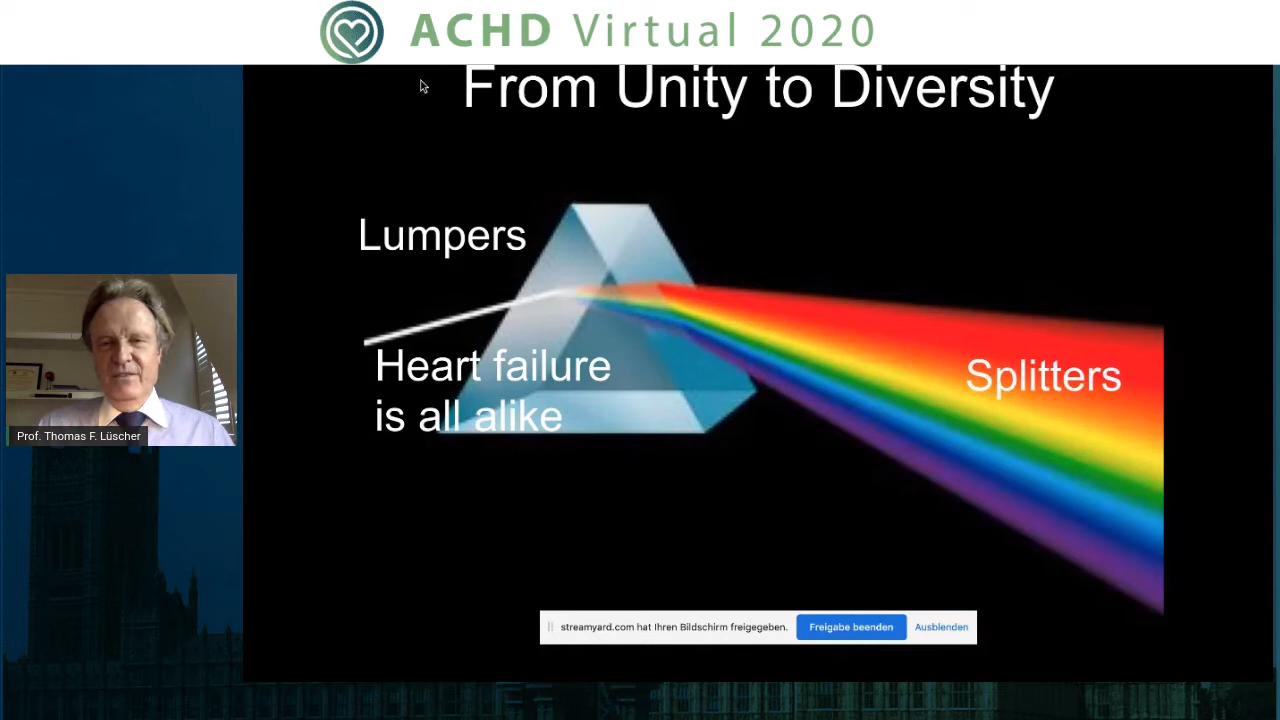 ACHD Virtual 2020
From Unity to Diversity
Lumpers
Heart failure
is all alike
Splitters
Prof. Thomas F. Lüscher
streamyard.com hat Ihren Bildschirm freigegeben.
Freigabe beenden
Ausblenden